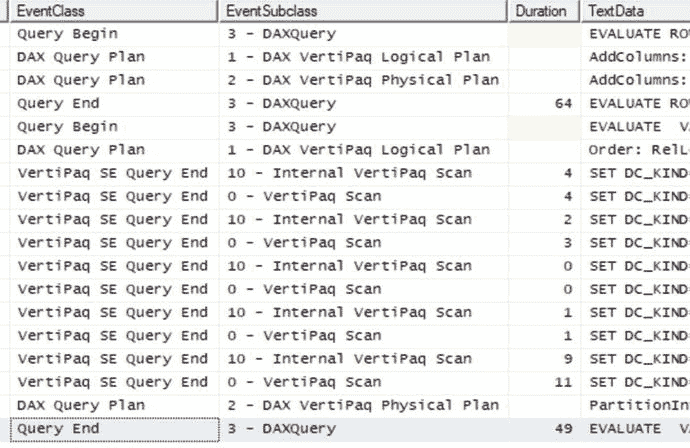 EventClass EventSubclass Duration TextData
Query Begin 3 - DAXQuery EVALUATE RO
DAX Query Plan 1 - DAX VertiPaq Logical Plan AddColumns:
DAX Query Plan 2 - DAX VertiPaq Physical Plan AddColumns:
Query End 3 - DAXQuery 64 EVALUATE RO
Query Begin 3 - DAXQuery EVALUATE V
DAX Query Plan 1 - DAX VertiPaq Logical Plan Order: RelL
VertiPaq SE Query End 10 - Internal VertiPaq Scan 4 SET DC_KIND
VertiPaq SE Query End 0 - VertiPaq Scan 4 SET DC_KIND
VertiPaq SE Query End 10 - Internal VertiPaq Scan 2 SET DC_KIND
VertiPaq SE Query End 0 - VertiPaq Scan 3 SET DC_KIND
VertiPaq SE Query End 10 - Internal VertiPaq Scan 0 SET DC_KIND
VertiPaq SE Query End 0 - VertiPaq Scan 0 SET DC_KIND
VertiPaq SE Query End 10 - Internal VertiPaq Scan 1 SET DC_KIND
VertiPaq SE Query End 0 - VertiPaq Scan 1 SET DC_KIND
VertiPaq SE Query End 10 - Internal VertiPaq Scan 9 SET DC_KIND
VertiPaq SE Query End 0 - VertiPaq Scan 11 SET DC_KIND
DAX Query Plan 2 - DAX VertiPaq Physical Plan PartitionIn
Query End 3 - DAXQuery 49 EVALUATE V